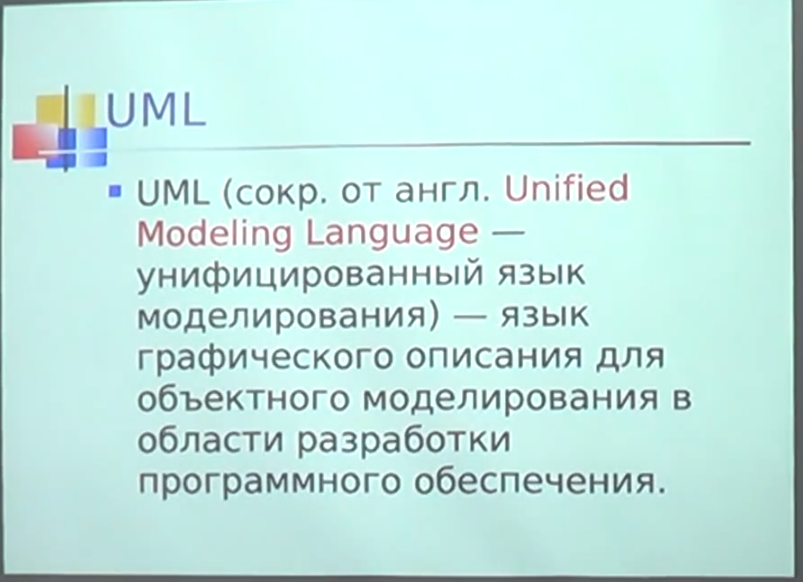 UML
UML (сокр. от англ. Unified
Modeling Language —
унифицированный язык
моделирования) — язык
графического описания для
объектного моделирования в
области разработки
программного обеспечения.